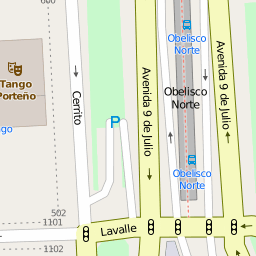 600
Obelisco
Norte
Tango
Porteño
Cerrito
Avenida 9 de Julio
Obelisco
Norte
Avenida 9 de Julio
P
Obelisco
Norte
502
1101
Lavalle
1102